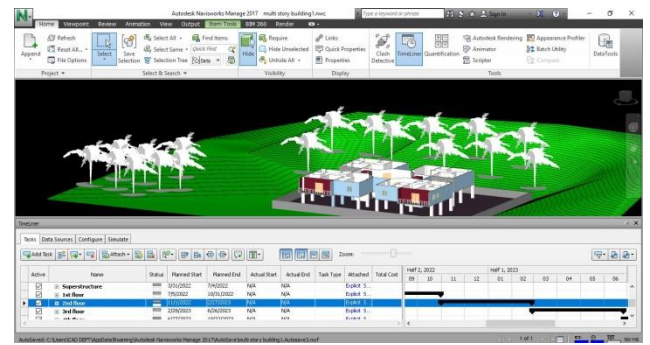 Autodesk Navisworks Manage 2017 multi story building1.nwc
Type a keyword or phrase
Sign In
Home Viewpoint Review Animation View Output Item Tools BIM 360 Render
Append
Refresh
Reset All...
File Options
Project
Select
Save Selection
Select All
Select Same
Selection Tree
Find Items
Quick Find
Sets
Select & Search
Hide
Require
Hide Unselected
Unhide All
Visibility
Links
Quick Properties
Properties
Display
Clash Detective
TimeLiner
Quantification
Autodesk Rendering
Animator
Scripter
Appearance Profiler
Batch Utility
Compare
Tools
DataTools
TimeLiner
Tasks Data Sources Configure Simulate
Add Task Attach Zoom:
Active Name Status Planned Start Planned End Actual Start Actual End Task Type Attached Total Cost
Half 2, 2022 Half 1, 2023
09 10 11 12 01 02 03 04 05 06
Superstructure 3/31/2022 7/4/2022 N/A N/A Explicit S...
1st floor 7/5/2022 10/31/2022 N/A N/A Explicit S...
2nd floor
3rd floor 2/28/2023 6/26/2023 N/A N/A Explicit S...
1 of 1